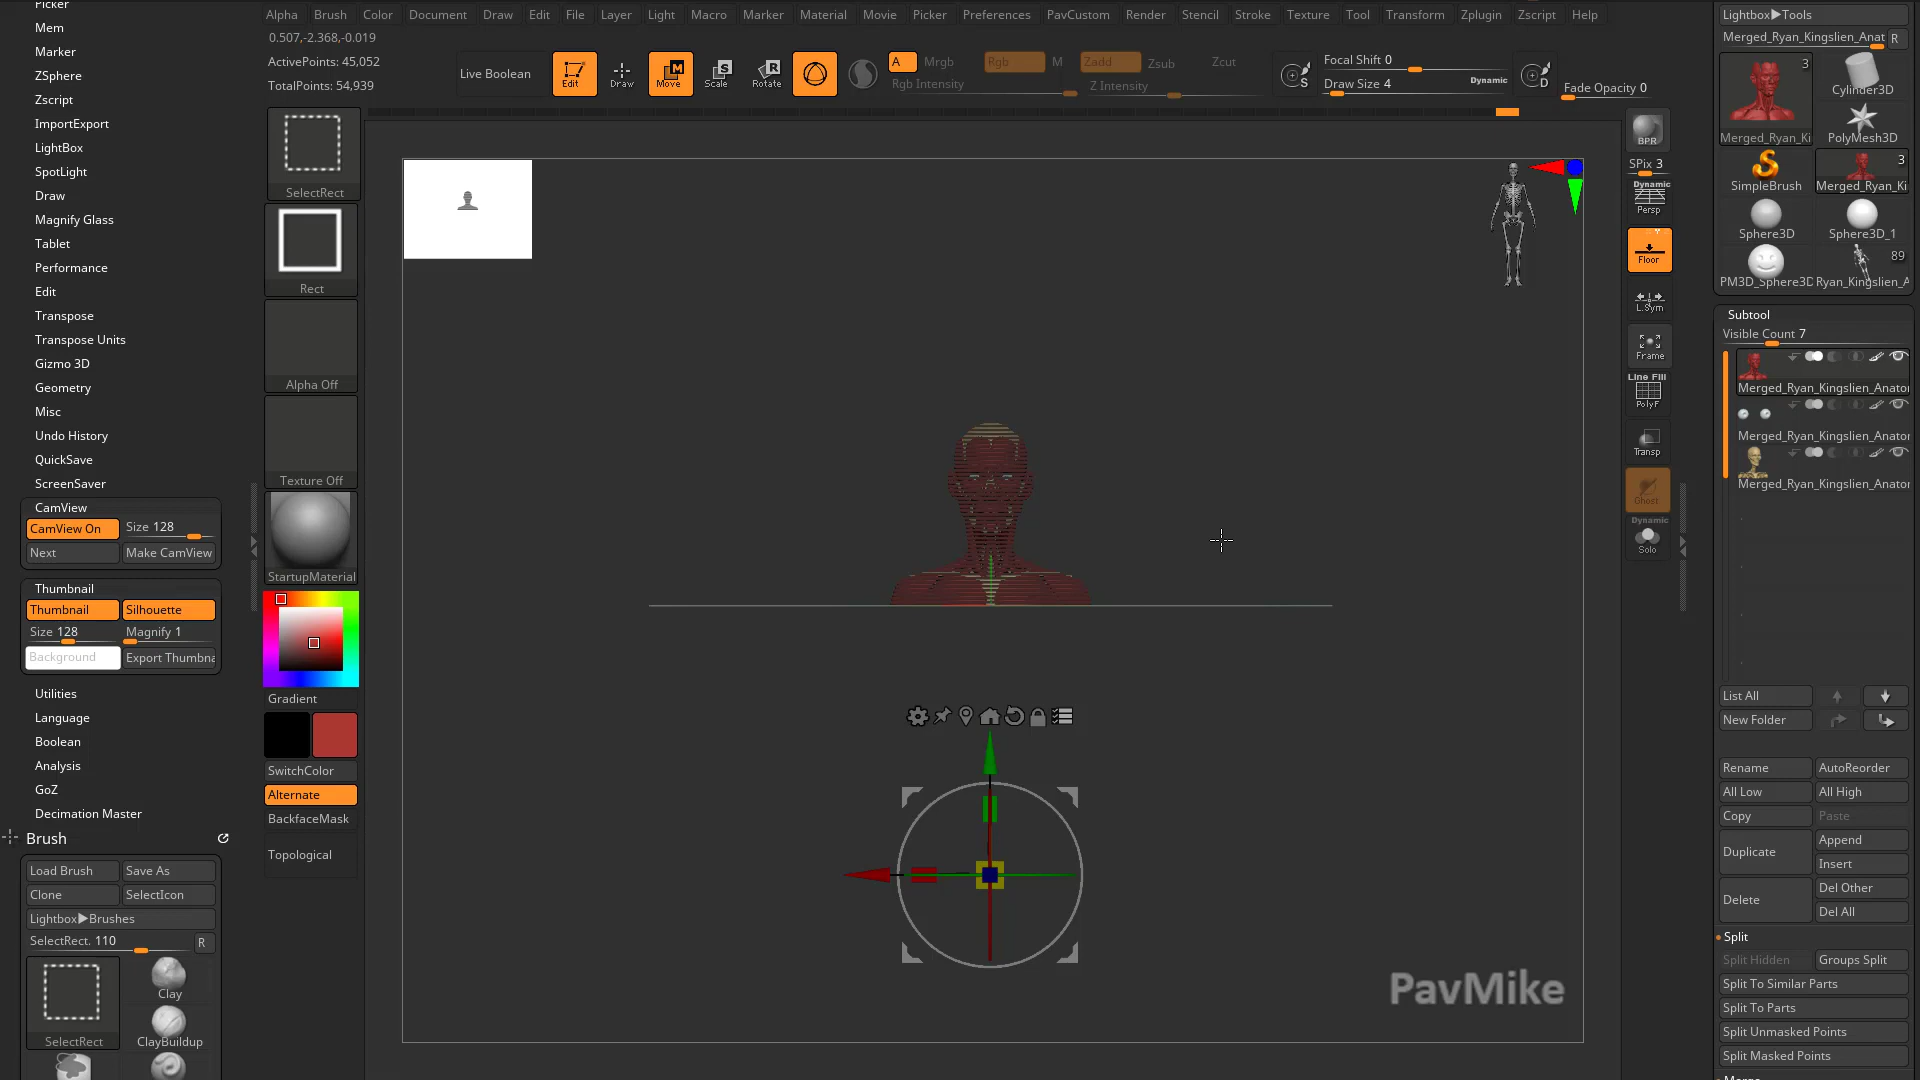 Picker
Mem
Marker
ZSphere
Zscript
ImportExport
LightBox
SpotLight
Draw
Magnify Glass
Tablet
Performance
Edit
Transpose
Transpose Units
Gizmo 3D
Geometry
Misc
Undo History
QuickSave
ScreenSaver
CamView
CamView On Size 128
Next Make CamView
Thumbnail
Thumbnail Silhouette
Size 128 Magnify 1
Background Export Thumbna
Utilities
Language
Boolean
Analysis
GoZ
Decimation Master
Brush
Load Brush Save As
Clone SelectIcon
Lightbox▶Brushes
SelectRect. 110 R
Clay
SelectRect ClayBuildup
Alpha Brush Color Document Draw Edit File Layer Light Macro Marker Material Movie Picker Preferences PavCustom Render Stencil Stroke Texture Tool Transform Zplugin Zscript Help
0.507,-2.368,-0.019
ActivePoints: 45,052
TotalPoints: 54,939
Live Boolean
Edit Draw Move Scale Rotate
A Mrgb Rgb M Zadd Zsub Zcut
Rgb Intensity Z Intensity
S Focal Shift 0
Draw Size 4 Dynamic
D Fade Opacity 0
SelectRect
Rect
Alpha Off
Texture Off
StartupMaterial
Gradient
SwitchColor
Alternate
BackfaceMask
Topological
PavMike
BPR
SPix 3
Dynamic
Persp
Floor
L.Sym
Frame
Line Fill
PolyF
Transp
Ghost
Dynamic
Solo
Lightbox▶Tools
Merged_Ryan_Kingslien_Anat R
3
Cylinder3D
Merged_Ryan_Ki PolyMesh3D
3
SimpleBrush Merged_Ryan_Ki
Sphere3D Sphere3D_1
89
PM3D_Sphere3D Ryan_Kingslien_A
Subtool
Visible Count 7
Merged_Ryan_Kingslien_Anator
Merged_Ryan_Kingslien_Anator
Merged_Ryan_Kingslien_Anator
List All
New Folder
Rename AutoReorder
All Low All High
Copy Paste
Duplicate Append
Insert
Delete Del Other
Del All
Split
Split Hidden Groups Split
Split To Similar Parts
Split To Parts
Split Unmasked Points
Split Masked Points
Merge